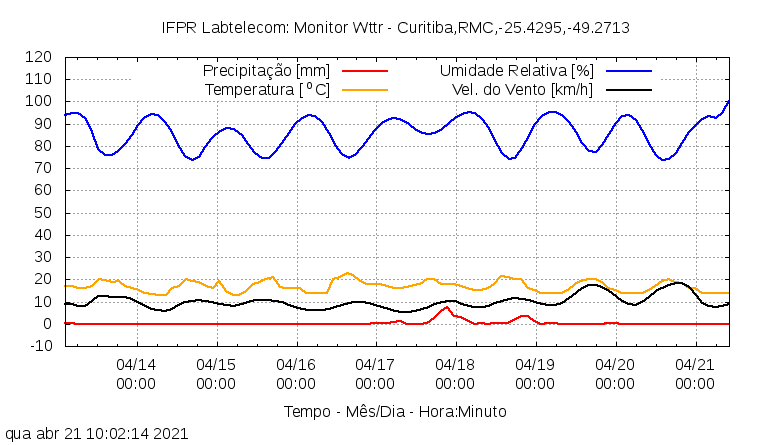 IFPR Labtelecom: Monitor Wttr - Curitiba,RMC,-25.4295,-49.2713
120
110
100
90
80
70
60
50
40
30
20
10
0
-10
Precipitação [mm]
Temperatura [⁰C]
Umidade Relativa [%]
Vel. do Vento [km/h]
04/14 04/15 04/16 04/17 04/18 04/19 04/20 04/21
00:00 00:00 00:00 00:00 00:00 00:00 00:00 00:00
Tempo - Mês/Dia - Hora:Minuto
qua abr 21 10:02:14 2021